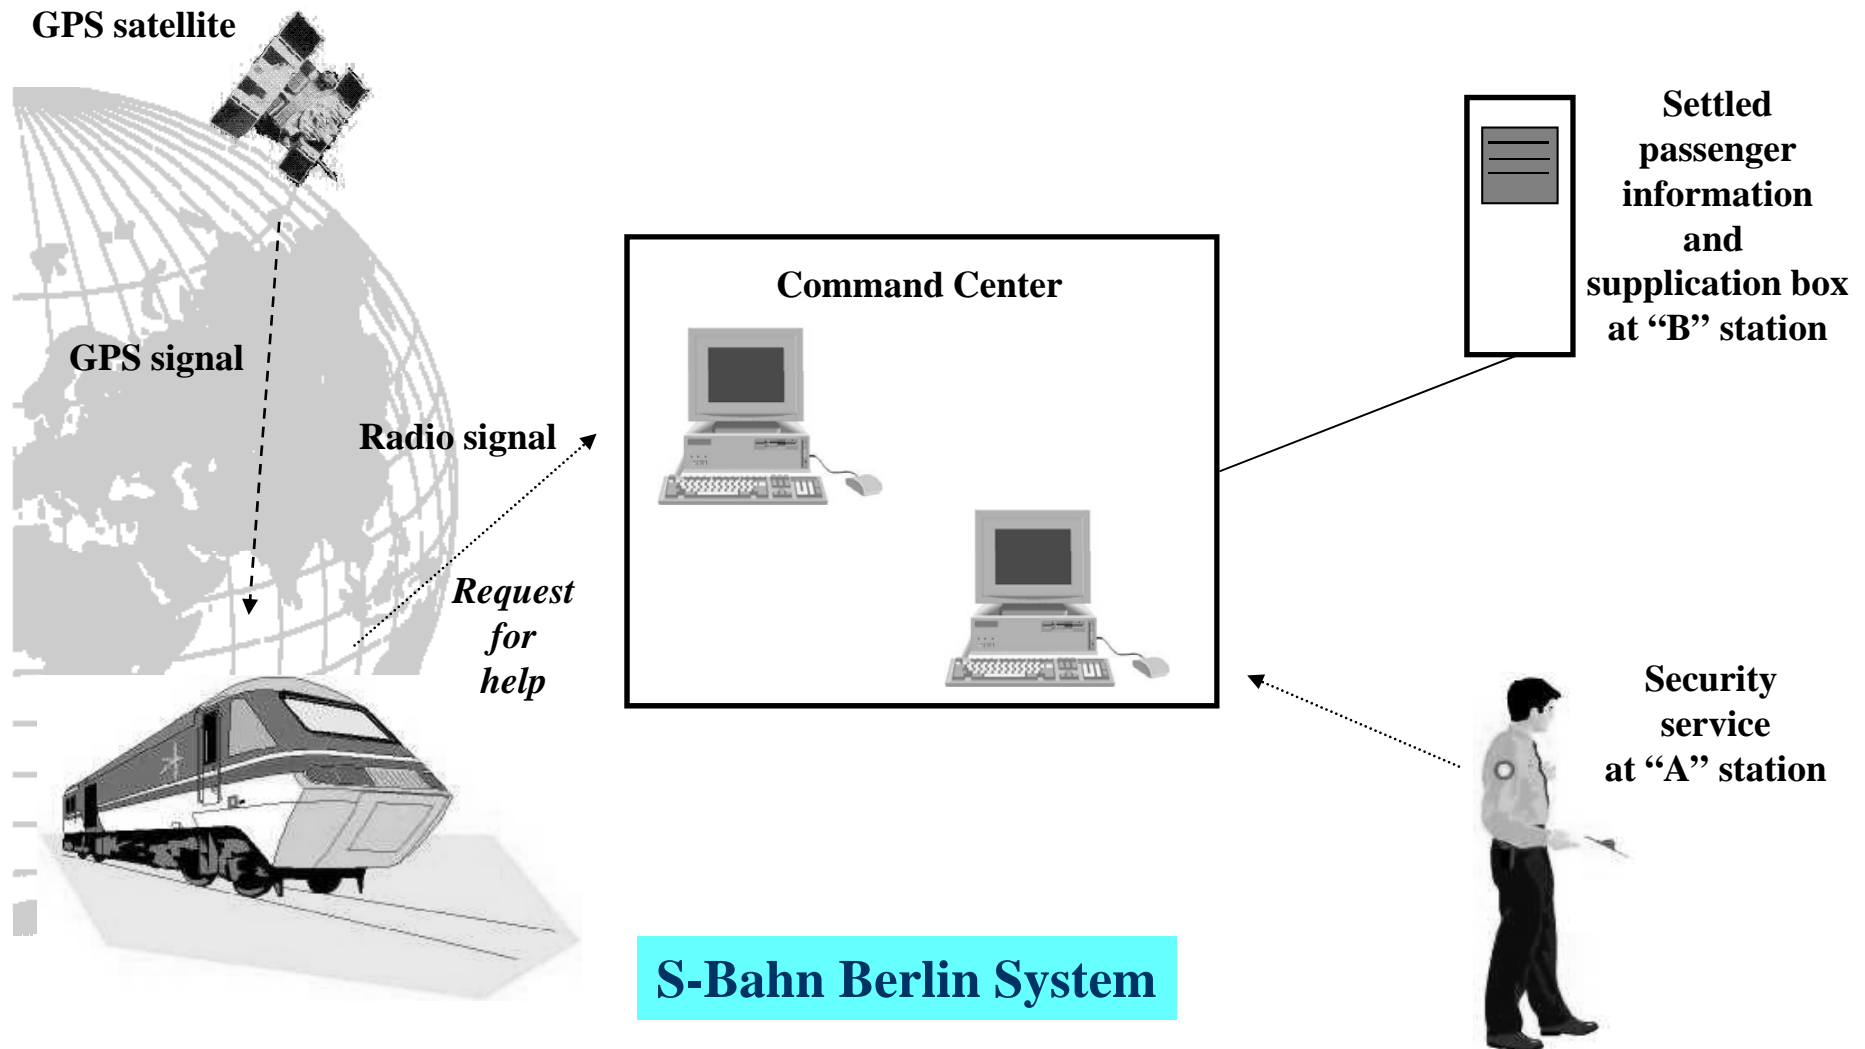 GPS satellite
Settled
passenger
information
and
supplication box
at “B” station
Command Center
GPS signal
Radio signal
Request
for
help
Security
service
at “A” station
S-Bahn Berlin System